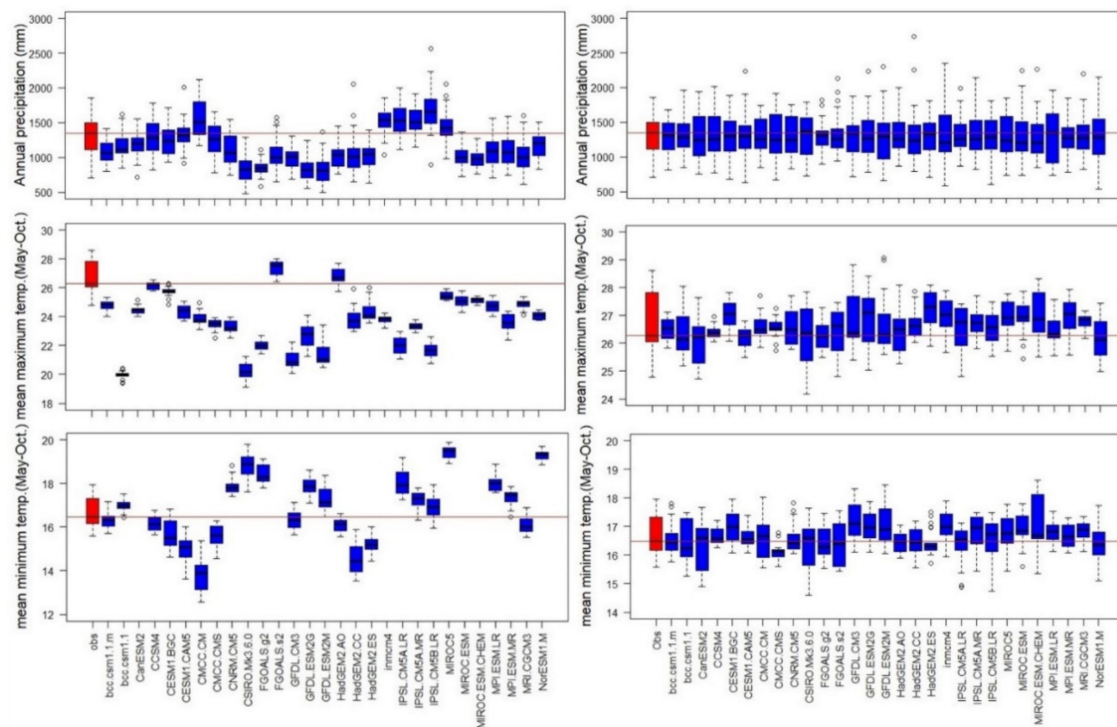 Annual precipitation (mm)
3000
2500
2000
1500
1000
500
Annual precipitation (mm)
3000
2500
2000
1500
1000
500
mean maximum temp.(May-Oct.)
30
28
26
24
22
20
18
mean maximum temp.(May-Oct.)
30
29
28
27
26
25
24
23
mean minimum temp.(May-Oct.)
20
18
16
14
12
mean minimum temp.(May-Oct.)
20
19
18
17
16
15
14
13
obs
bcc.csm1.1.m
bcc.csm1.1
CanESM2
CCSM4
CESM1.BGC
CESM1.CAM5
CMCC.CM
CMCC.CMS
CNRM.CM5
CSIRO.Mk3.6.0
FGOALS.g2
FGOALS.s2
GFDL.CM3
GFDL.ESM2G
GFDL.ESM2M
HadGEM2.AO
HadGEM2.CC
HadGEM2.ES
inmcm4
IPSL.CM5A.LR
IPSL.CM5A.MR
IPSL.CM5B.LR
MIROC5
MIROC.ESM
MIROC.ESM.CHEM
MPI.ESM.LR
MPI.ESM.MR
MRI.CGCM3
NorESM1.M
Obs
bcc.csm1.1.m
bcc.csm1.1
CanESM2
CCSM4
CESM1.BGC
CESM1.CAM5
CMCC.CM
CMCC.CMS
CNRM.CM5
CSIRO.Mk3.6.0
FGOALS.g2
FGOALS.s2
GFDL.CM3
GFDL.ESM2G
GFDL.ESM2M
HadGEM2.AO
HadGEM2.CC
HadGEM2.ES
inmcm4
IPSL.CM5A.LR
IPSL.CM5A.MR
IPSL.CM5B.LR
MIROC5
MIROC.ESM
MIROC.ESM.CHEM
MPI.ESM.LR
MPI.ESM.MR
MRI.CGCM3
NorESM1.M